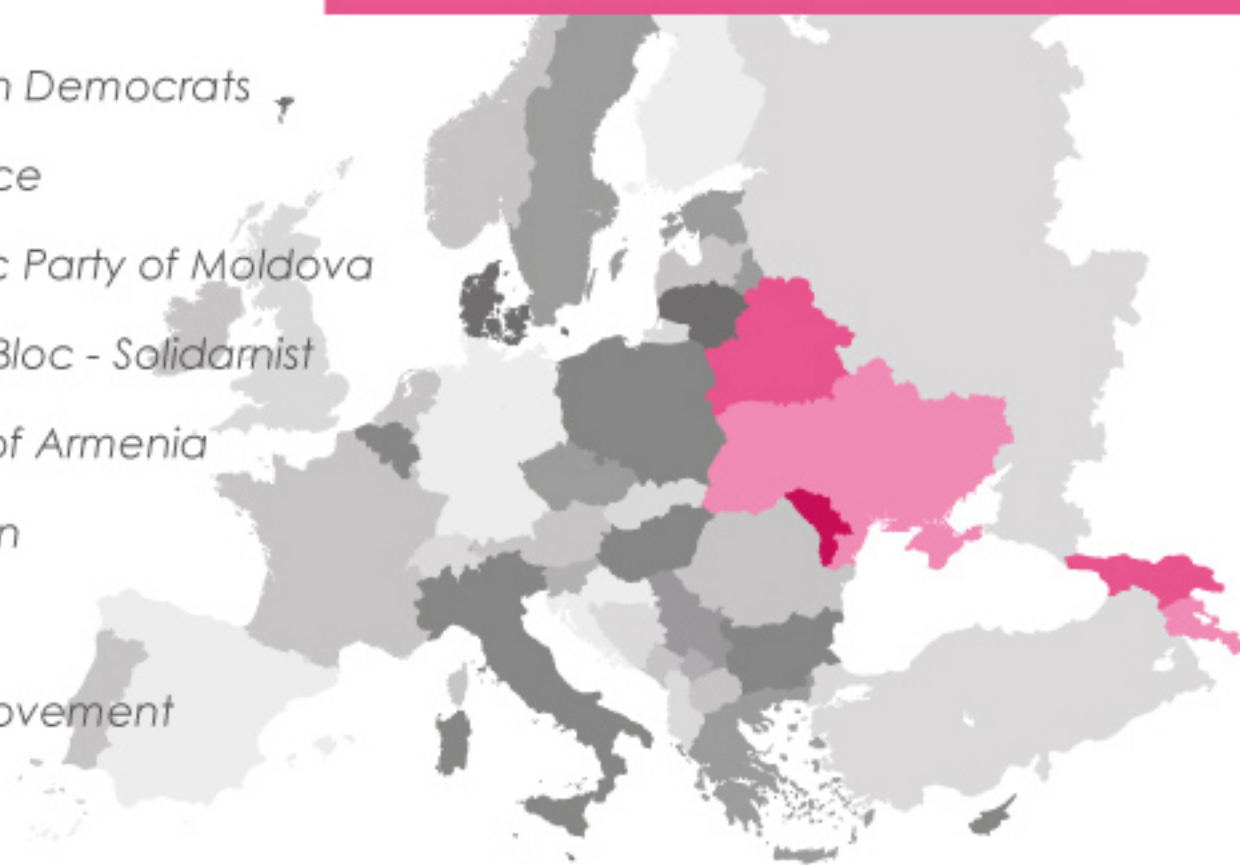 n Democrats
ce
c Party of Moldova
Bloc - Solidarnist
of Armenia
n
ovement